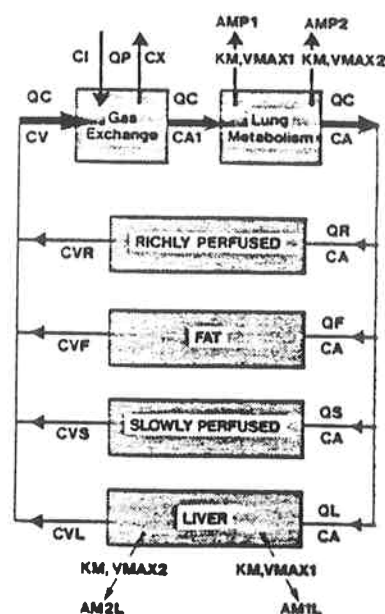 AMP1 AMP2
CI QP CX KM,VMAX1 KM,VMAX2
QC Gas Exchange QC Lung Metabolism QC
CV CA1 CA
RICHLY PERFUSED QR
CVR CA
FAT QF
CVF CA
SLOWLY PERFUSED QS
CVS CA
LIVER QL
CVL CA
KM,VMAX2 KM,VMAX1
AM2L AM1L